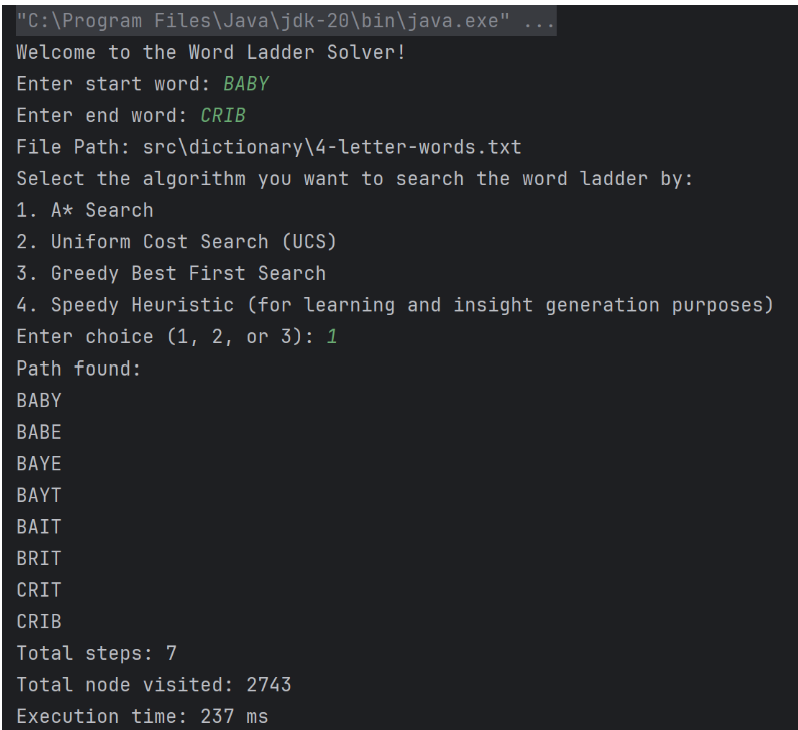 "C:\Program Files\Java\jdk-20\bin\java.exe" ...
Welcome to the Word Ladder Solver!
Enter start word: BABY
Enter end word: CRIB
File Path: src\dictionary\4-letter-words.txt
Select the algorithm you want to search the word ladder by:
1. A* Search
2. Uniform Cost Search (UCS)
3. Greedy Best First Search
4. Speedy Heuristic (for learning and insight generation purposes)
Enter choice (1, 2, or 3): 1
Path found:
BABY
BABE
BAYE
BAYT
BAIT
BRIT
CRIT
CRIB
Total steps: 7
Total node visited: 2743
Execution time: 237 ms